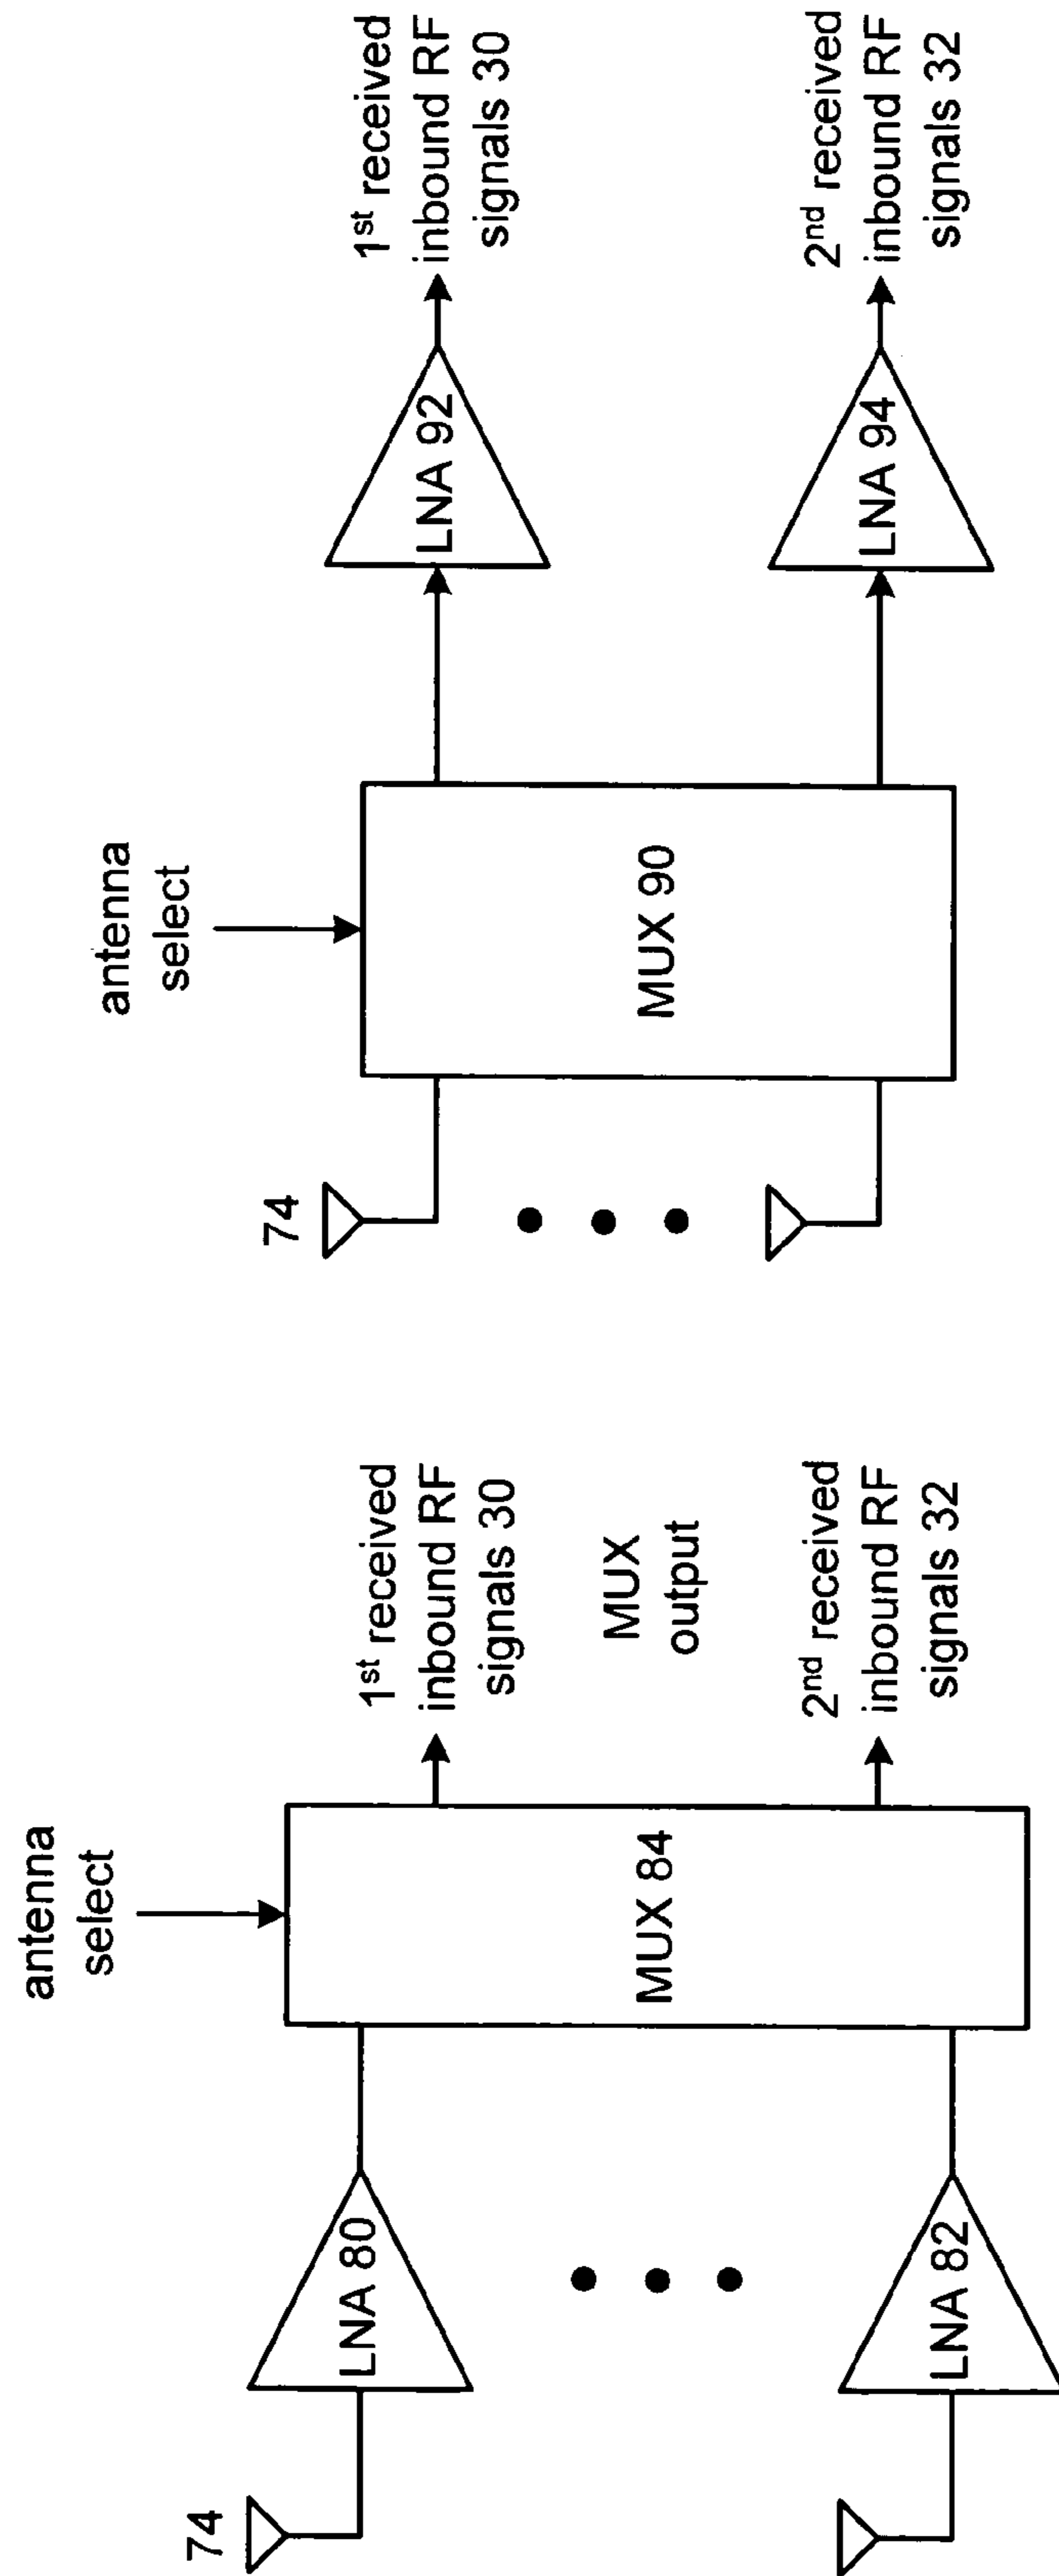 antenna
select
74
LNA 80
LNA 82
MUX 84
1st received
inbound RF
signals 30
MUX
output
2nd received
inbound RF
signals 32
antenna
select
74
MUX 90
LNA 92
LNA 94
1st received
inbound RF
signals 30
2nd received
inbound RF
signals 32